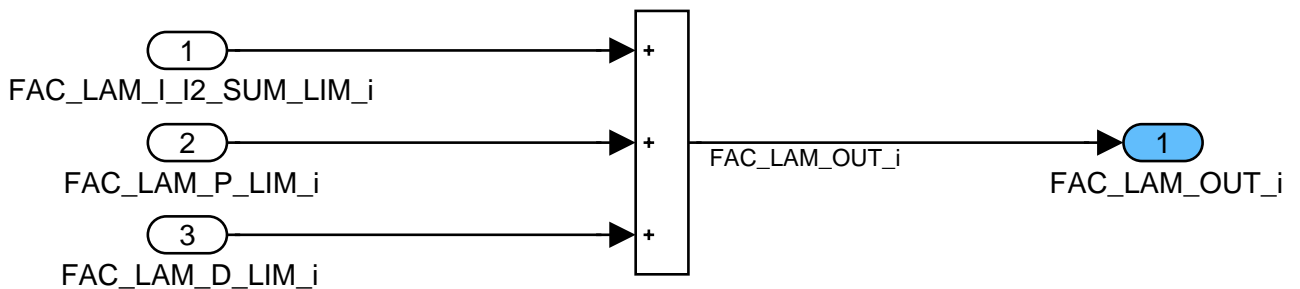 1
+
FAC_LAM_I_I2_SUM_LIM_i
2
+
1
FAC_LAM_OUT_i
FAC_LAM_P_LIM_i
FAC_LAM_OUT_i
3
+
FAC_LAM_D_LIM_i